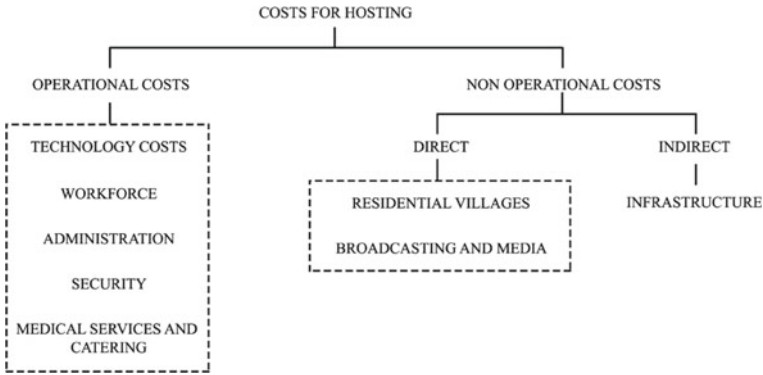 COSTS FOR HOSTING
OPERATIONAL COSTS
NON OPERATIONAL COSTS
TECHNOLOGY COSTS
WORKFORCE
ADMINISTRATION
SECURITY
MEDICAL SERVICES AND
CATERING
DIRECT
RESIDENTIAL VILLAGES
BROADCASTING AND MEDIA
INDIRECT
INFRASTRUCTURE